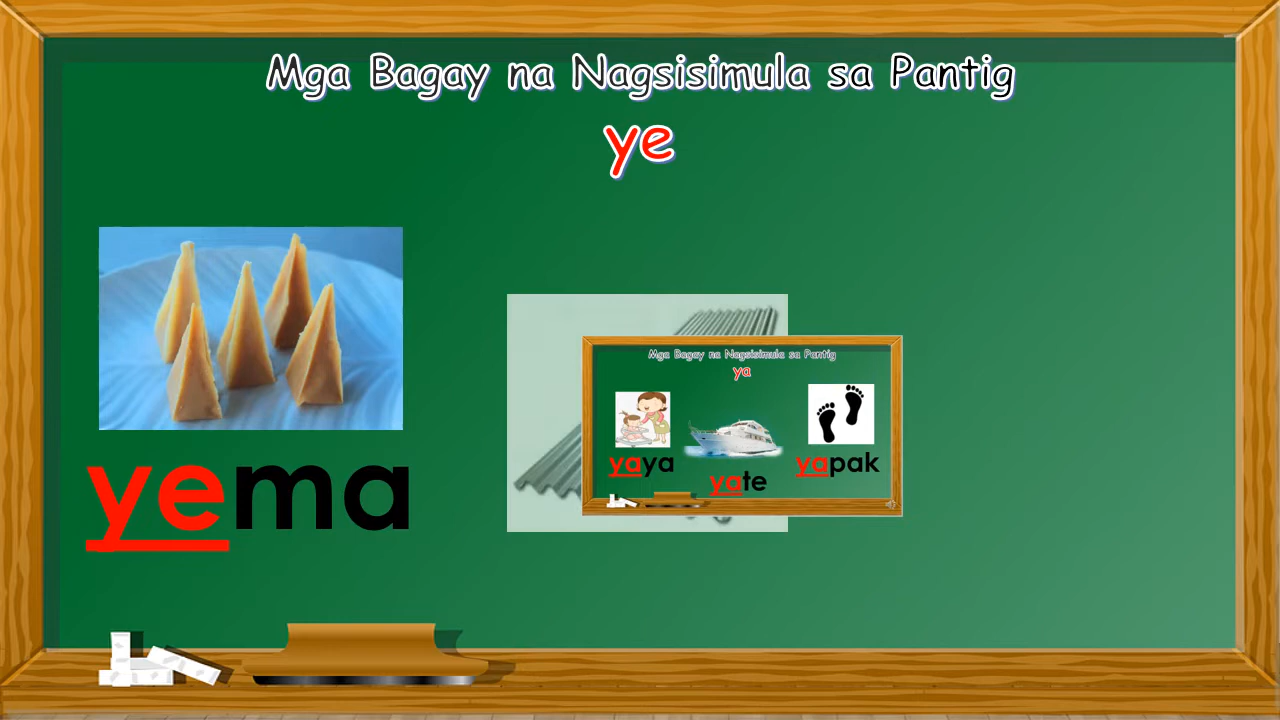 Mga Bagay na Nagsisimula sa Pantig
ye
yema
Mga Bagay na Nagsisimula sa Pantig
ya
yaya
yate
yapak